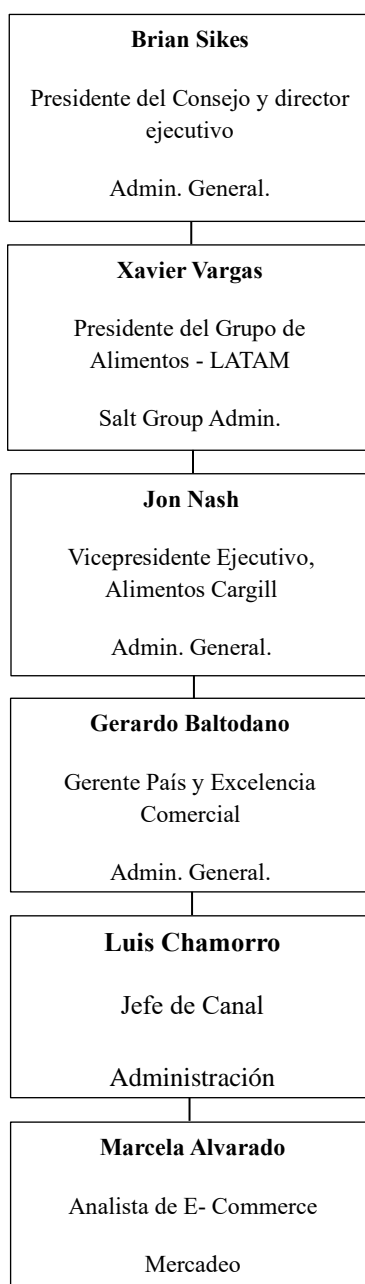 Brian Sikes
Presidente del Consejo y director
ejecutivo
Admin. General.
Xavier Vargas
Presidente del Grupo de
Alimentos - LATAM
Salt Group Admin.
Jon Nash
Vicepresidente Ejecutivo,
Alimentos Cargill
Admin. General.
Gerardo Baltodano
Gerente País y Excelencia
Comercial
Admin. General.
Luis Chamorro
Jefe de Canal
Administración
Marcela Alvarado
Analista de E- Commerce
Mercadeo